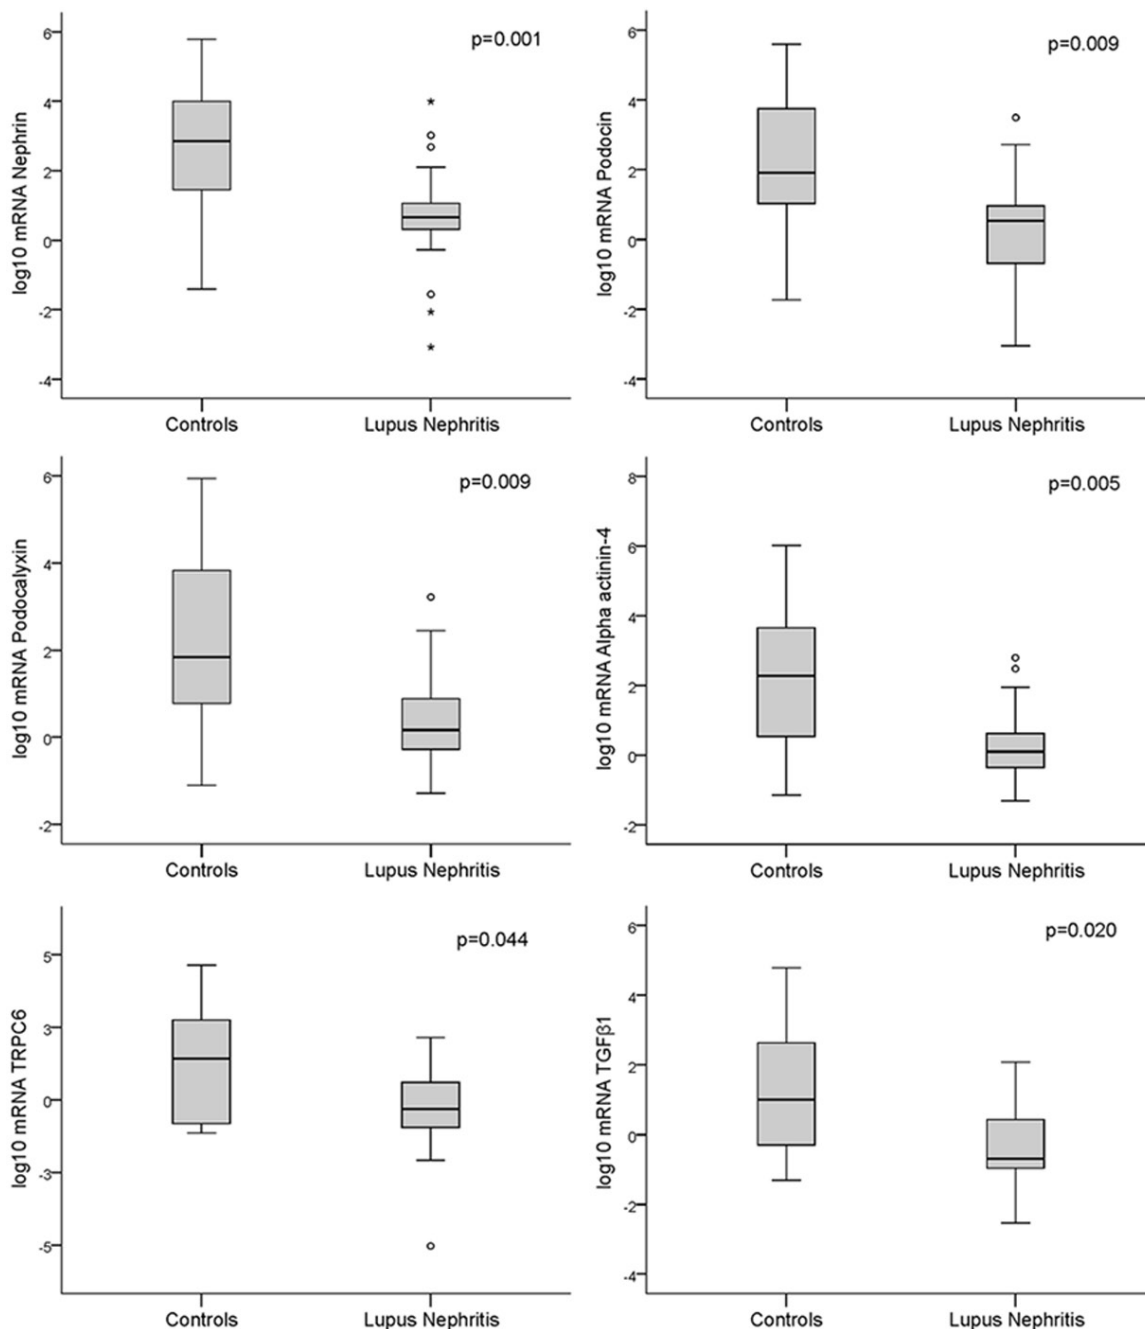 log10 mRNA Nephrin
6
4
2
0
-2
-4
p=0.001
Controls
Lupus Nephritis
log10 mRNA Podocin
6
4
2
0
-2
-4
p=0.009
Controls
Lupus Nephritis
log10 mRNA Podocalyxin
6
4
2
0
-2
p=0.009
Controls
Lupus Nephritis
log10 mRNA Alpha actinin-4
8
6
4
2
0
-2
p=0.005
Controls
Lupus Nephritis
log10 mRNA TRPC6
5
3
0
-3
-5
p=0.044
Controls
Lupus Nephritis
log10 mRNA TGFβ1
6
4
2
0
-2
-4
p=0.020
Controls
Lupus Nephritis